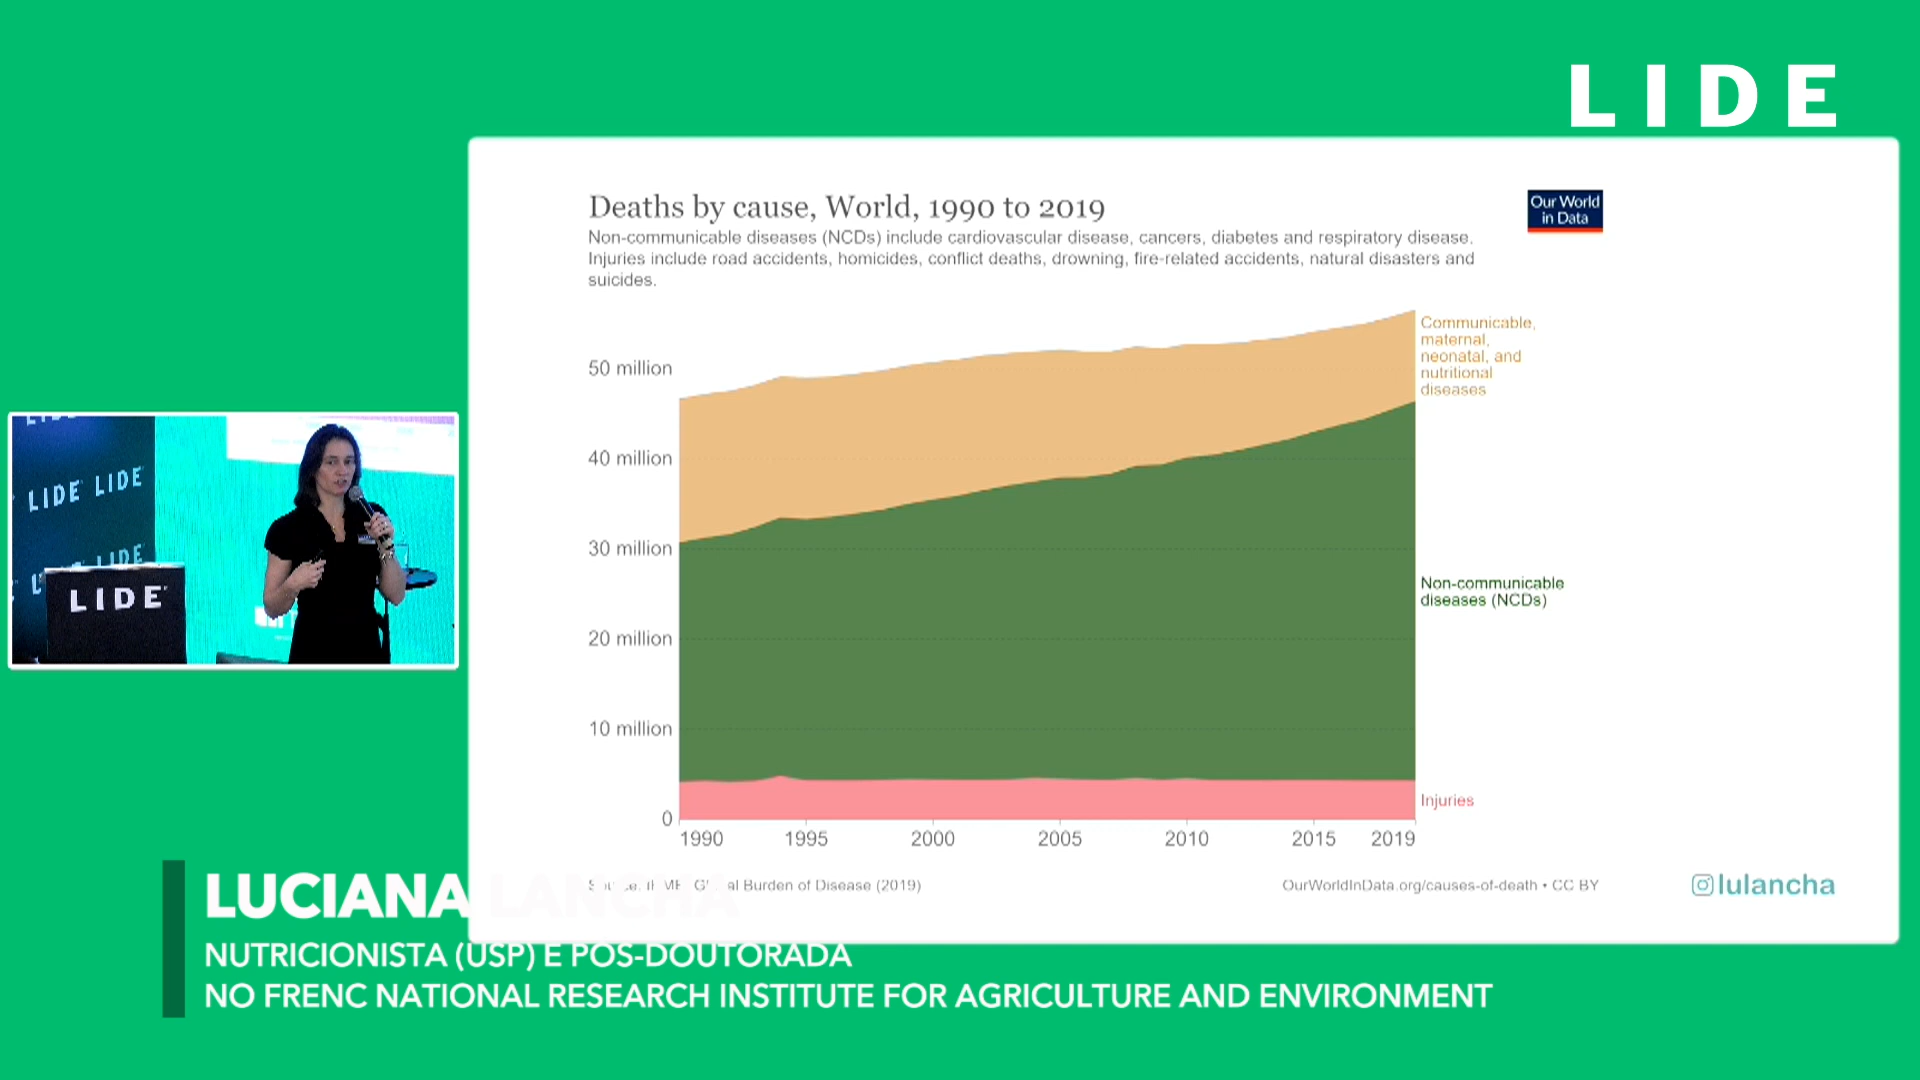 LIDE
Deaths by cause, World, 1990 to 2019
Our World
in Data
Non-communicable diseases (NCDs) include cardiovascular disease, cancers, diabetes and respiratory disease.
Injuries include road accidents, homicides, conflict deaths, drowning, fire-related accidents, natural disasters and
suicides.
Communicable,
maternal,
neonatal, and
nutritional
diseases
50 million
40 million
30 million
Non-communicable
diseases (NCDs)
20 million
10 million
Injuries
0
1990 1995 2000 2005 2010 2015 2019
Global Burden of Disease (2019)
OurWorldInData.org/causes-of-death • CC BY
lulancha
LIDE LIDE
LIDE
LIDE
LUCIANA LANCHA
NUTRICIONISTA (USP) E POS-DOUTORADA
NO FRENC NATIONAL RESEARCH INSTITUTE FOR AGRICULTURE AND ENVIRONMENT